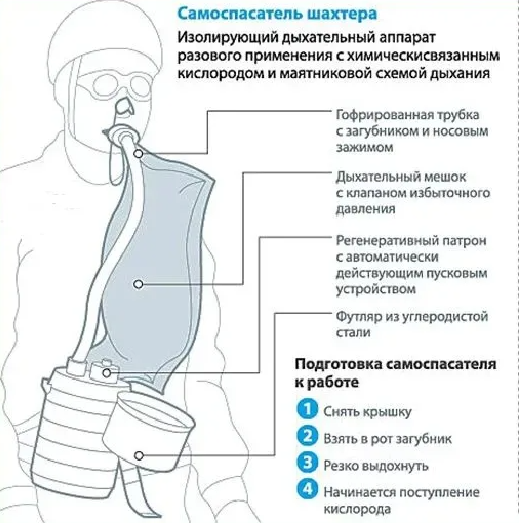 Самоспасатель шахтера
Изолирующий дыхательный аппарат
разового применения с химическисвязанным
кислородом и маятниковой схемой дыхания
Гофрированная трубка
с загубником и носовым
зажимом
Дыхательный мешок
с клапаном избыточного
давления
Регенеративный патрон
с автоматически
действующим пусковым
устройством
Футляр из углеродистой
стали
Подготовка самоспасателя
к работе
1 Снять крышку
2 Взять в рот загубник
3 Резко выдохнуть
4 Начинается поступление
кислорода